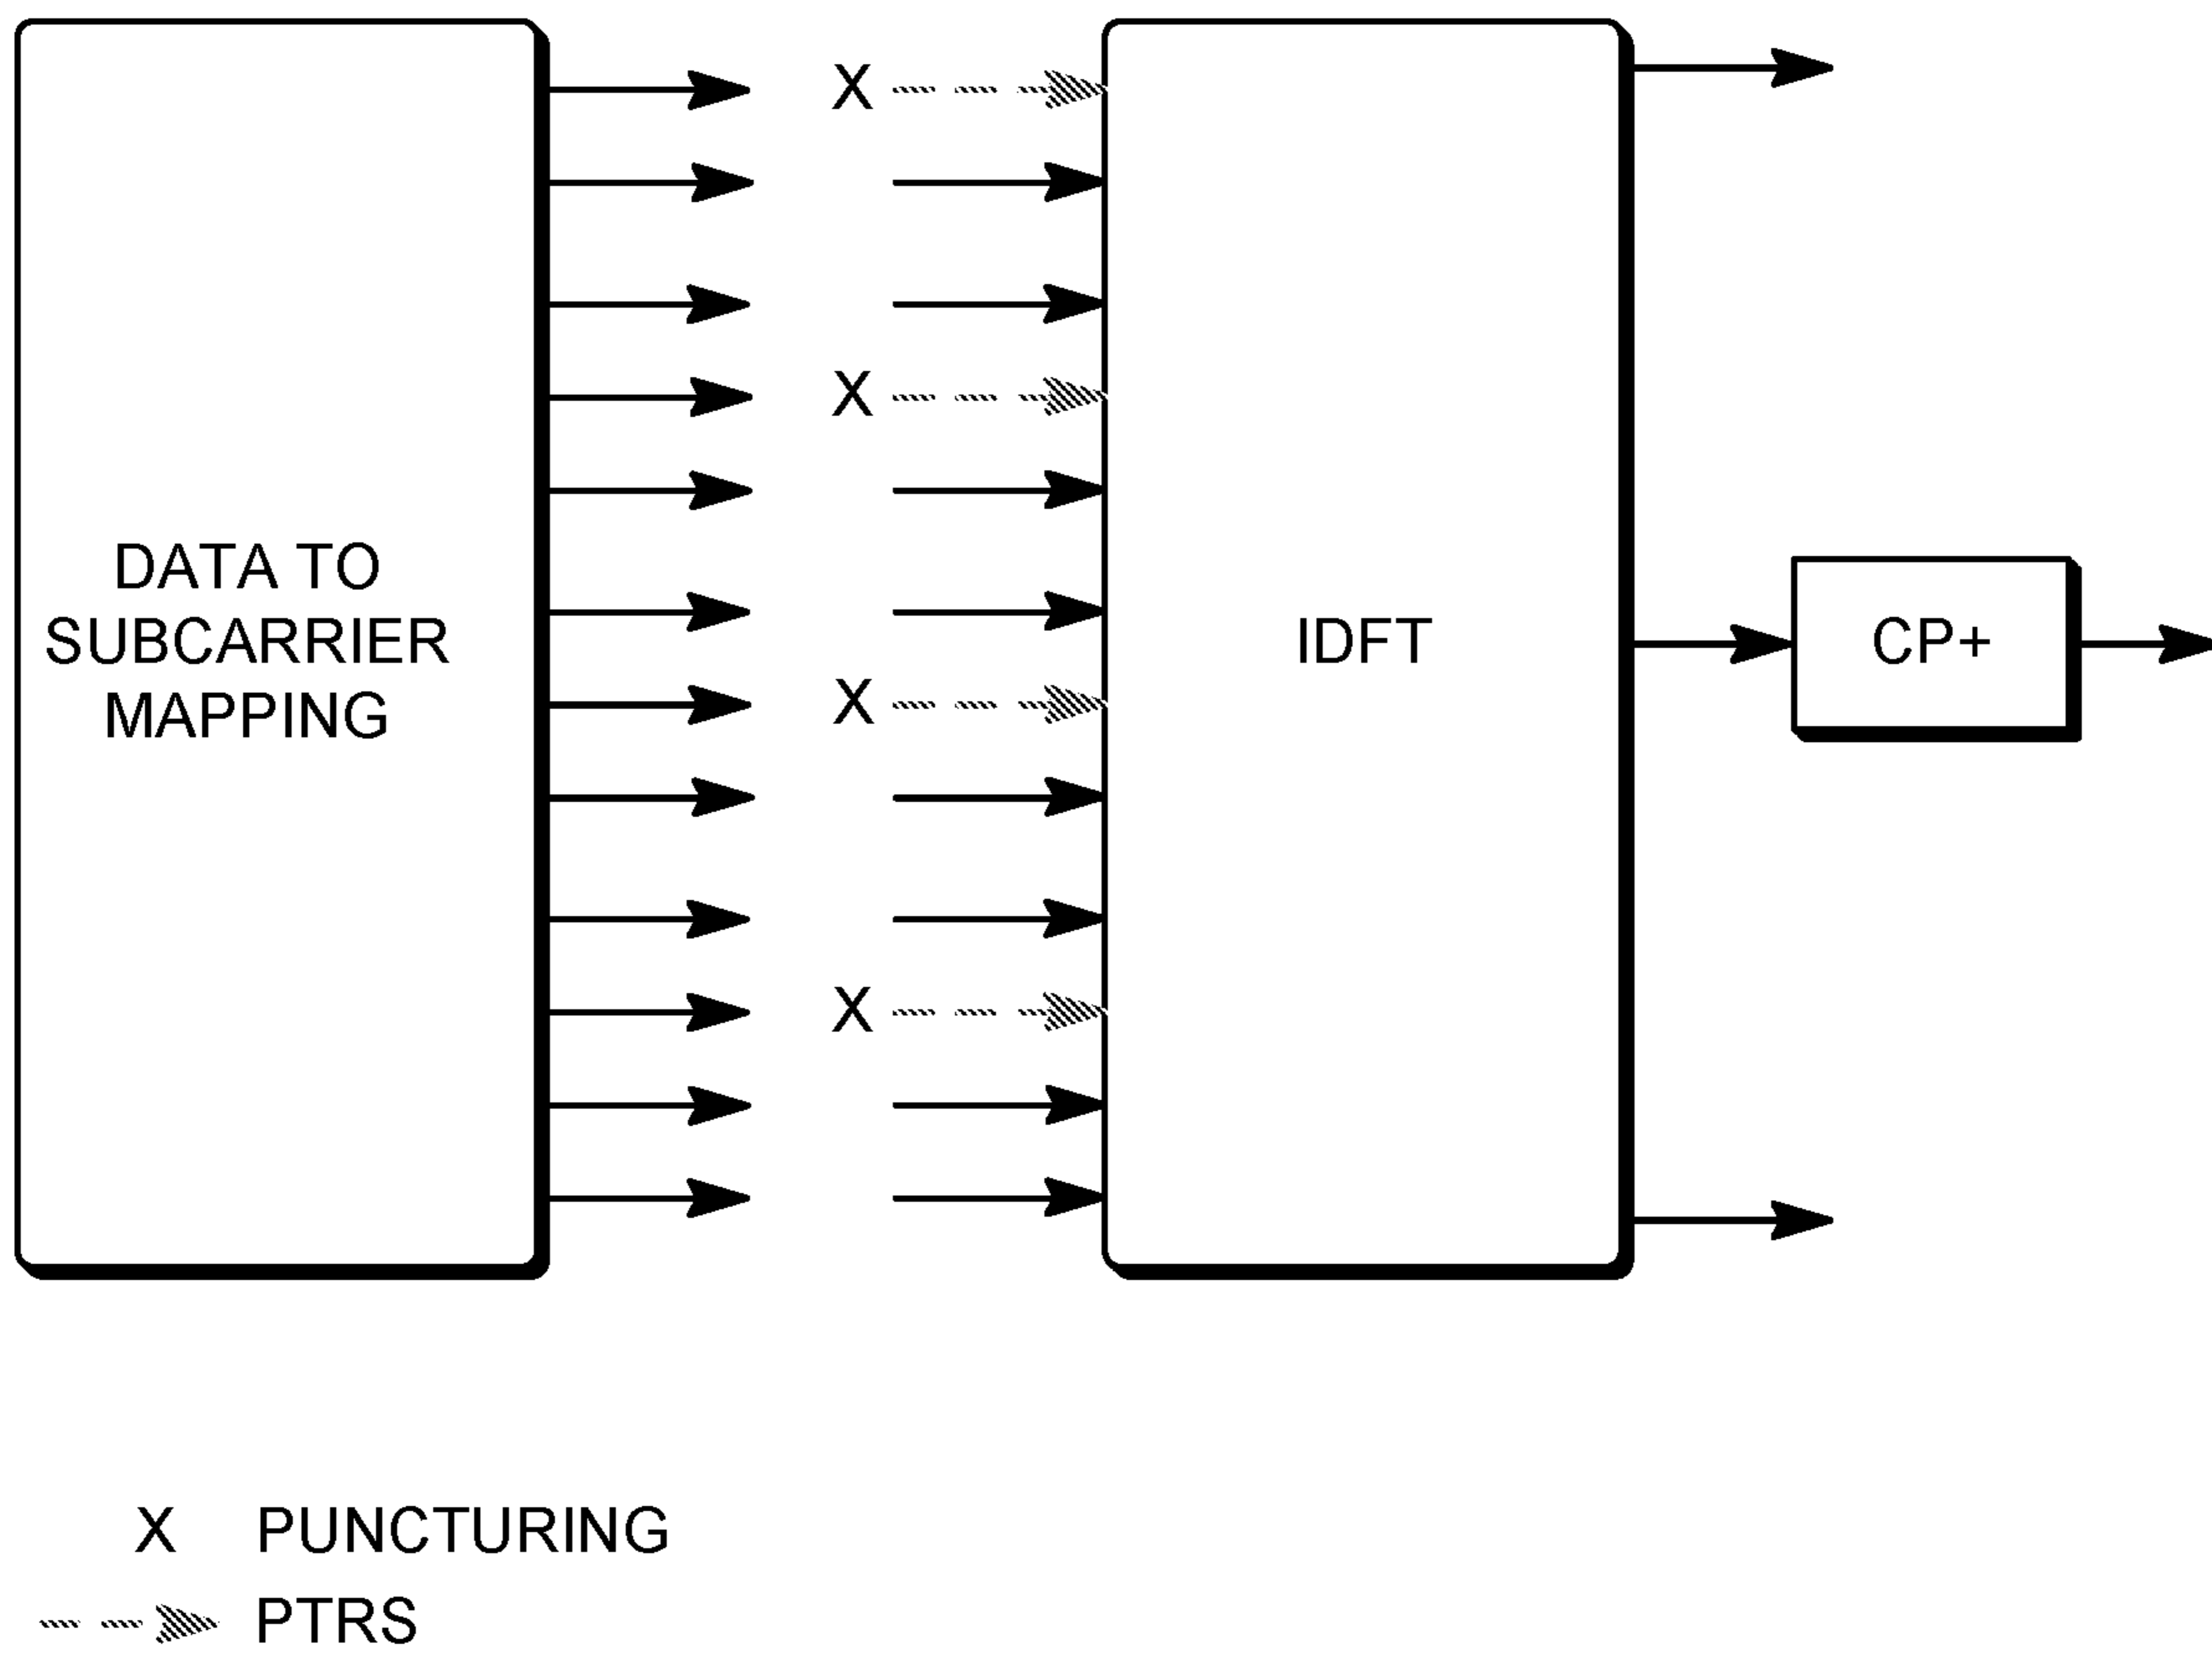 X
X
DATA TO
SUBCARRIER
MAPPING
IDFT
CP+
X
X
X PUNCTURING
PTRS